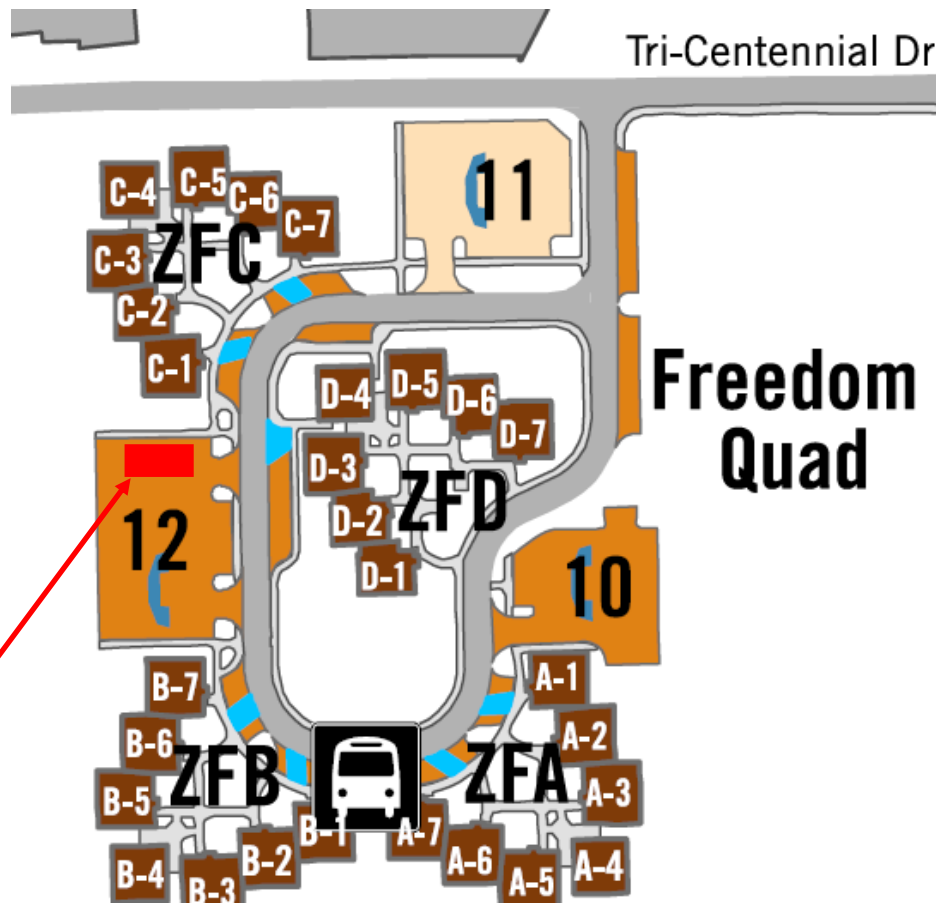 Tri-Centennial Dr
11
C-4
C-5
C-6
C-7
C-3
ZFC
C-2
C-1
Freedom
Quad
D-4
D-5
D-6
D-7
D-3
ZFD
D-2
D-1
12
10
B-7
B-6
ZFB
B-5
B-4
B-3
B-2
B-1
A-1
A-2
ZFA
A-3
A-7
A-6
A-5
A-4